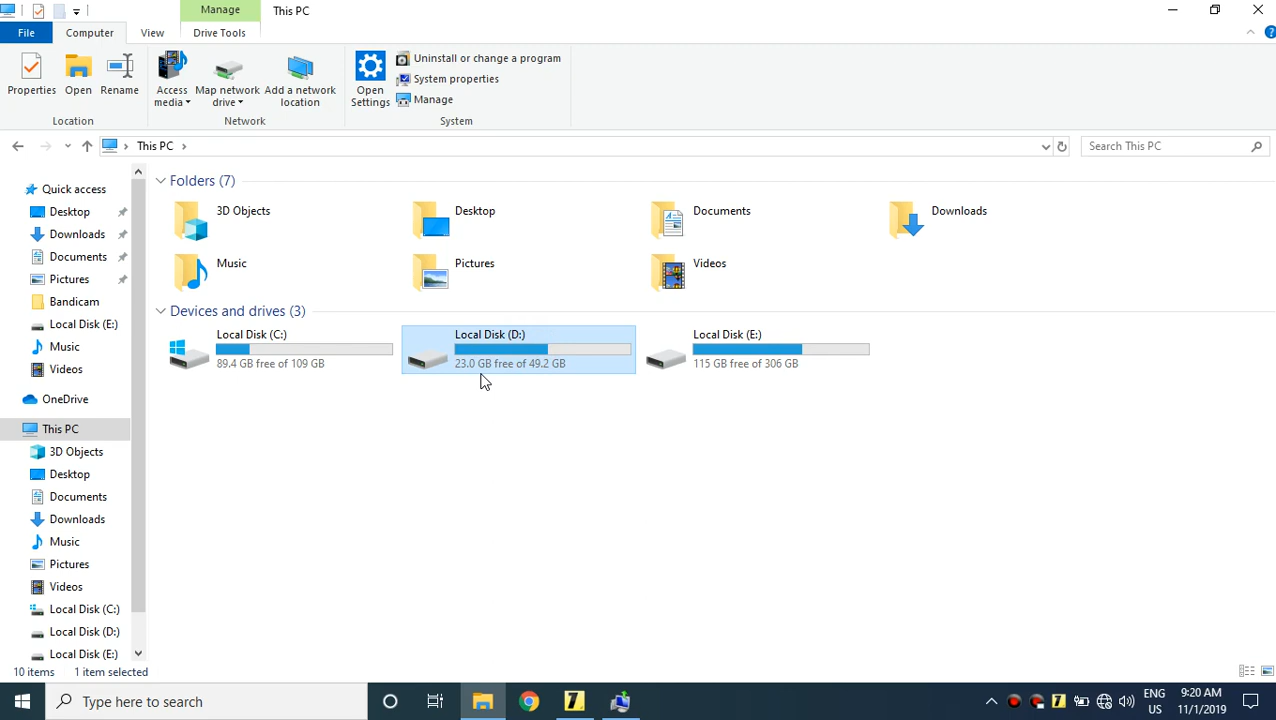 Manage
This PC
File
Computer
View
Drive Tools
Properties
Open
Rename
Access media
Map network drive
Add a network location
Open Settings
Uninstall or change a program
System properties
Manage
Location
Network
System
This PC
Search This PC
Quick access
Desktop
Downloads
Documents
Pictures
Bandicam
Local Disk (E:)
Music
Videos
OneDrive
This PC
3D Objects
Desktop
Documents
Downloads
Music
Pictures
Videos
Local Disk (C:)
Local Disk (D:)
Local Disk (E:)
Folders (7)
3D Objects
Desktop
Documents
Downloads
Music
Pictures
Videos
Devices and drives (3)
Local Disk (C:)
89.4 GB free of 109 GB
Local Disk (D:)
23.0 GB free of 49.2 GB
Local Disk (E:)
115 GB free of 306 GB
10 items
1 item selected
Type here to search
ENG
US
9:20 AM
11/1/2019